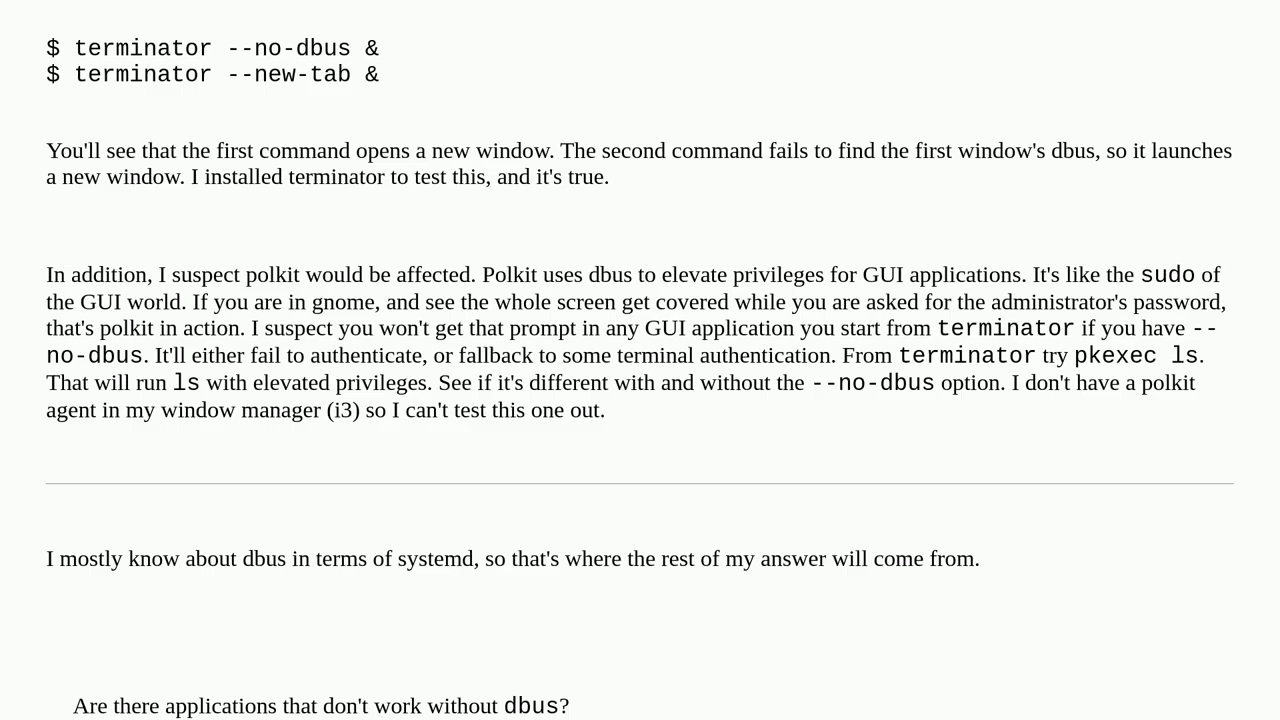 $ terminator --no-dbus &
$ terminator --new-tab &
You'll see that the first command opens a new window. The second command fails to find the first window's dbus, so it launches
a new window. I installed terminator to test this, and it's true.
In addition, I suspect polkit would be affected. Polkit uses dbus to elevate privileges for GUI applications. It's like the sudo of
the GUI world. If you are in gnome, and see the whole screen get covered while you are asked for the administrator's password,
that's polkit in action. I suspect you won't get that prompt in any GUI application you start from terminator if you have --
no-dbus. It'll either fail to authenticate, or fallback to some terminal authentication. From terminator try pkexec ls.
That will run ls with elevated privileges. See if it's different with and without the --no-dbus option. I don't have a polkit
agent in my window manager (i3) so I can't test this one out.
I mostly know about dbus in terms of systemd, so that's where the rest of my answer will come from.
Are there applications that don't work without dbus?